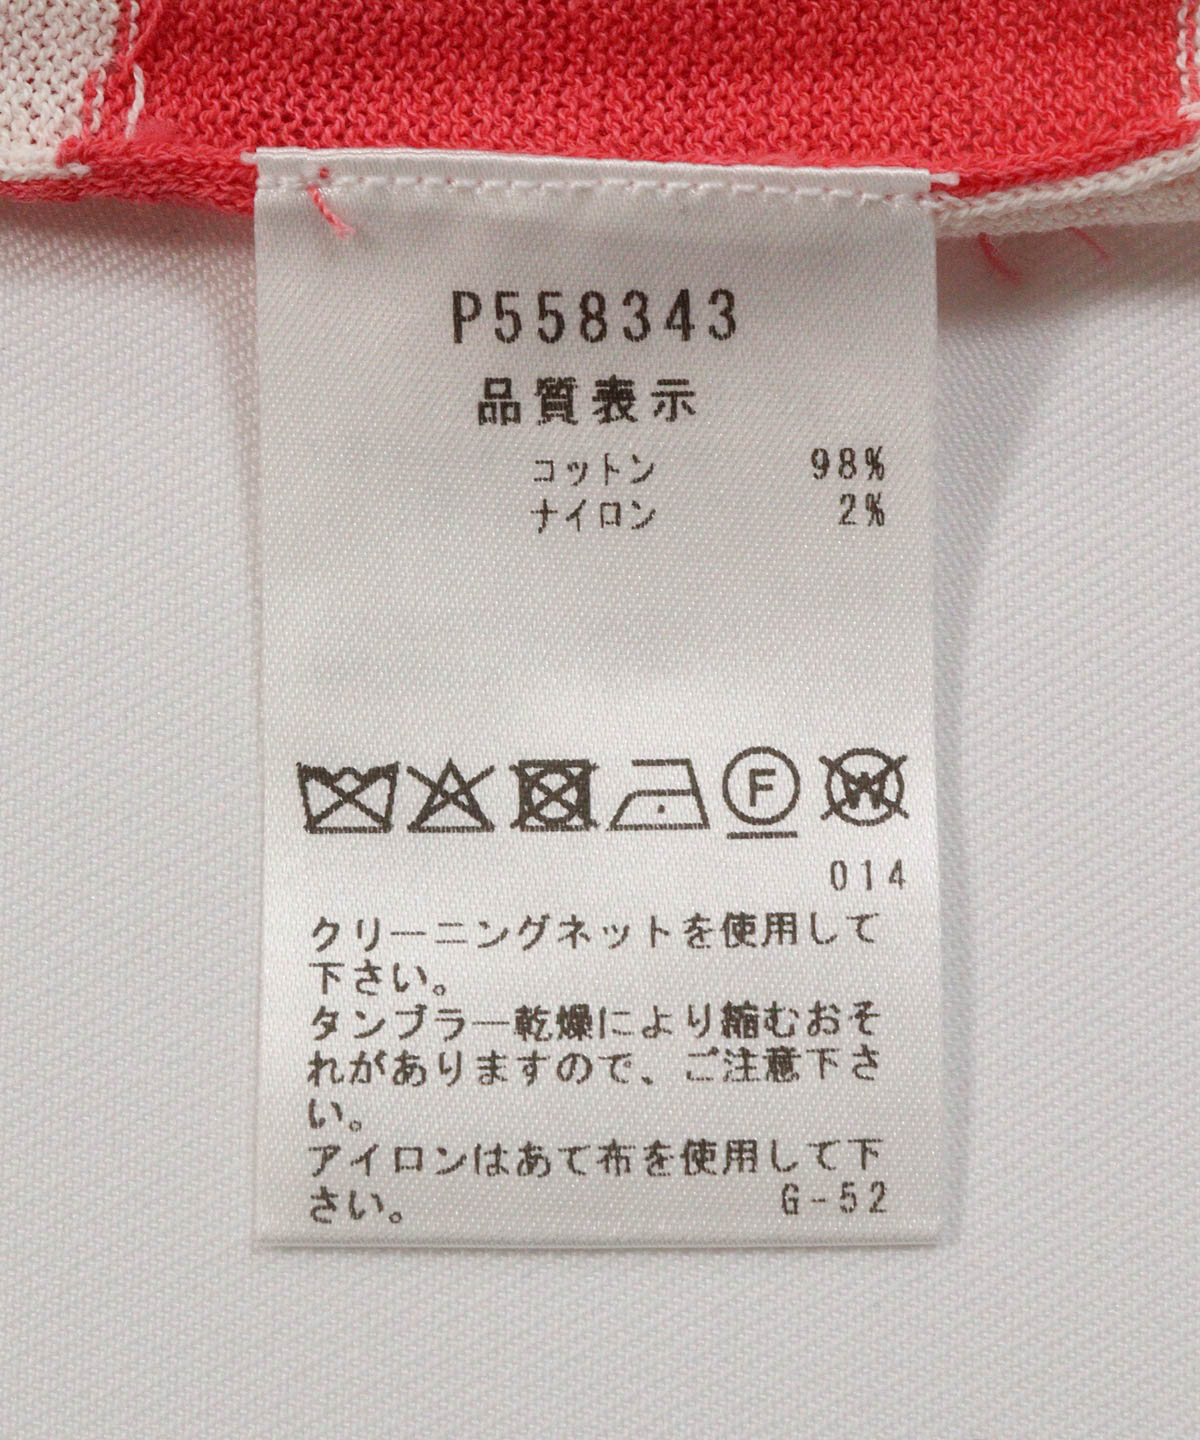 P558343
品質表示
コットン 98%
ナイロン 2%
F W
014
クリーニングネットを使用して
下さい。
タンブラー乾燥により縮むおそ
れがありますので、ご注意下さ
い。
アイロンはあて布を使用して下
さい。 G-52